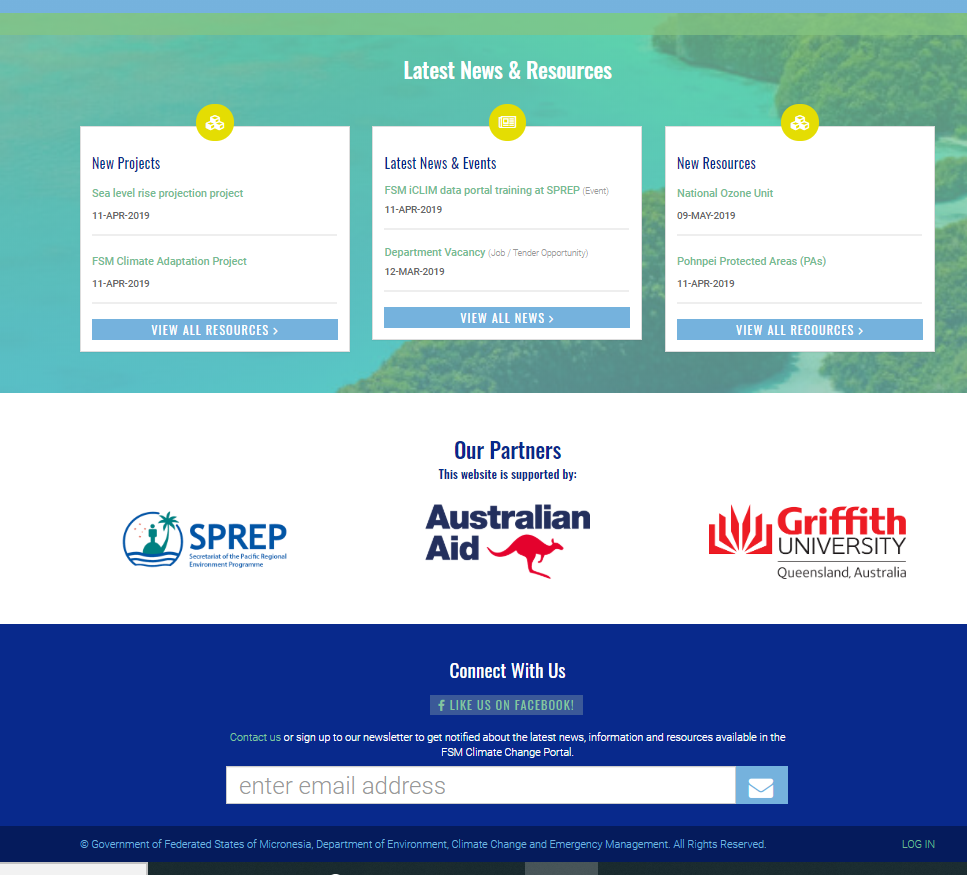 Latest News & Resources
New Projects
Sea level rise projection project
11-APR-2019
FSM Climate Adaptation Project
11-APR-2019
VIEW ALL RESOURCES >
Latest News & Events
FSM iCLIM data portal training at SPREP (Event)
11-APR-2019
Department Vacancy (Job / Tender Opportunity)
12-MAR-2019
VIEW ALL NEWS >
New Resources
National Ozone Unit
09-MAY-2019
Pohnpei Protected Areas (PAs)
11-APR-2019
VIEW ALL RECOURCES >
Our Partners
This website is supported by:
SPREP
Secretariat of the Pacific Regional
Environment Programme
Australian
Aid
Griffith
UNIVERSITY
Queensland, Australia
Connect With Us
f LIKE US ON FACEBOOK!
Contact us or sign up to our newsletter to get notified about the latest news, information and resources available in the
FSM Climate Change Portal.
enter email address
© Government of Federated States of Micronesia, Department of Environment, Climate Change and Emergency Management. All Rights Reserved.
LOG IN